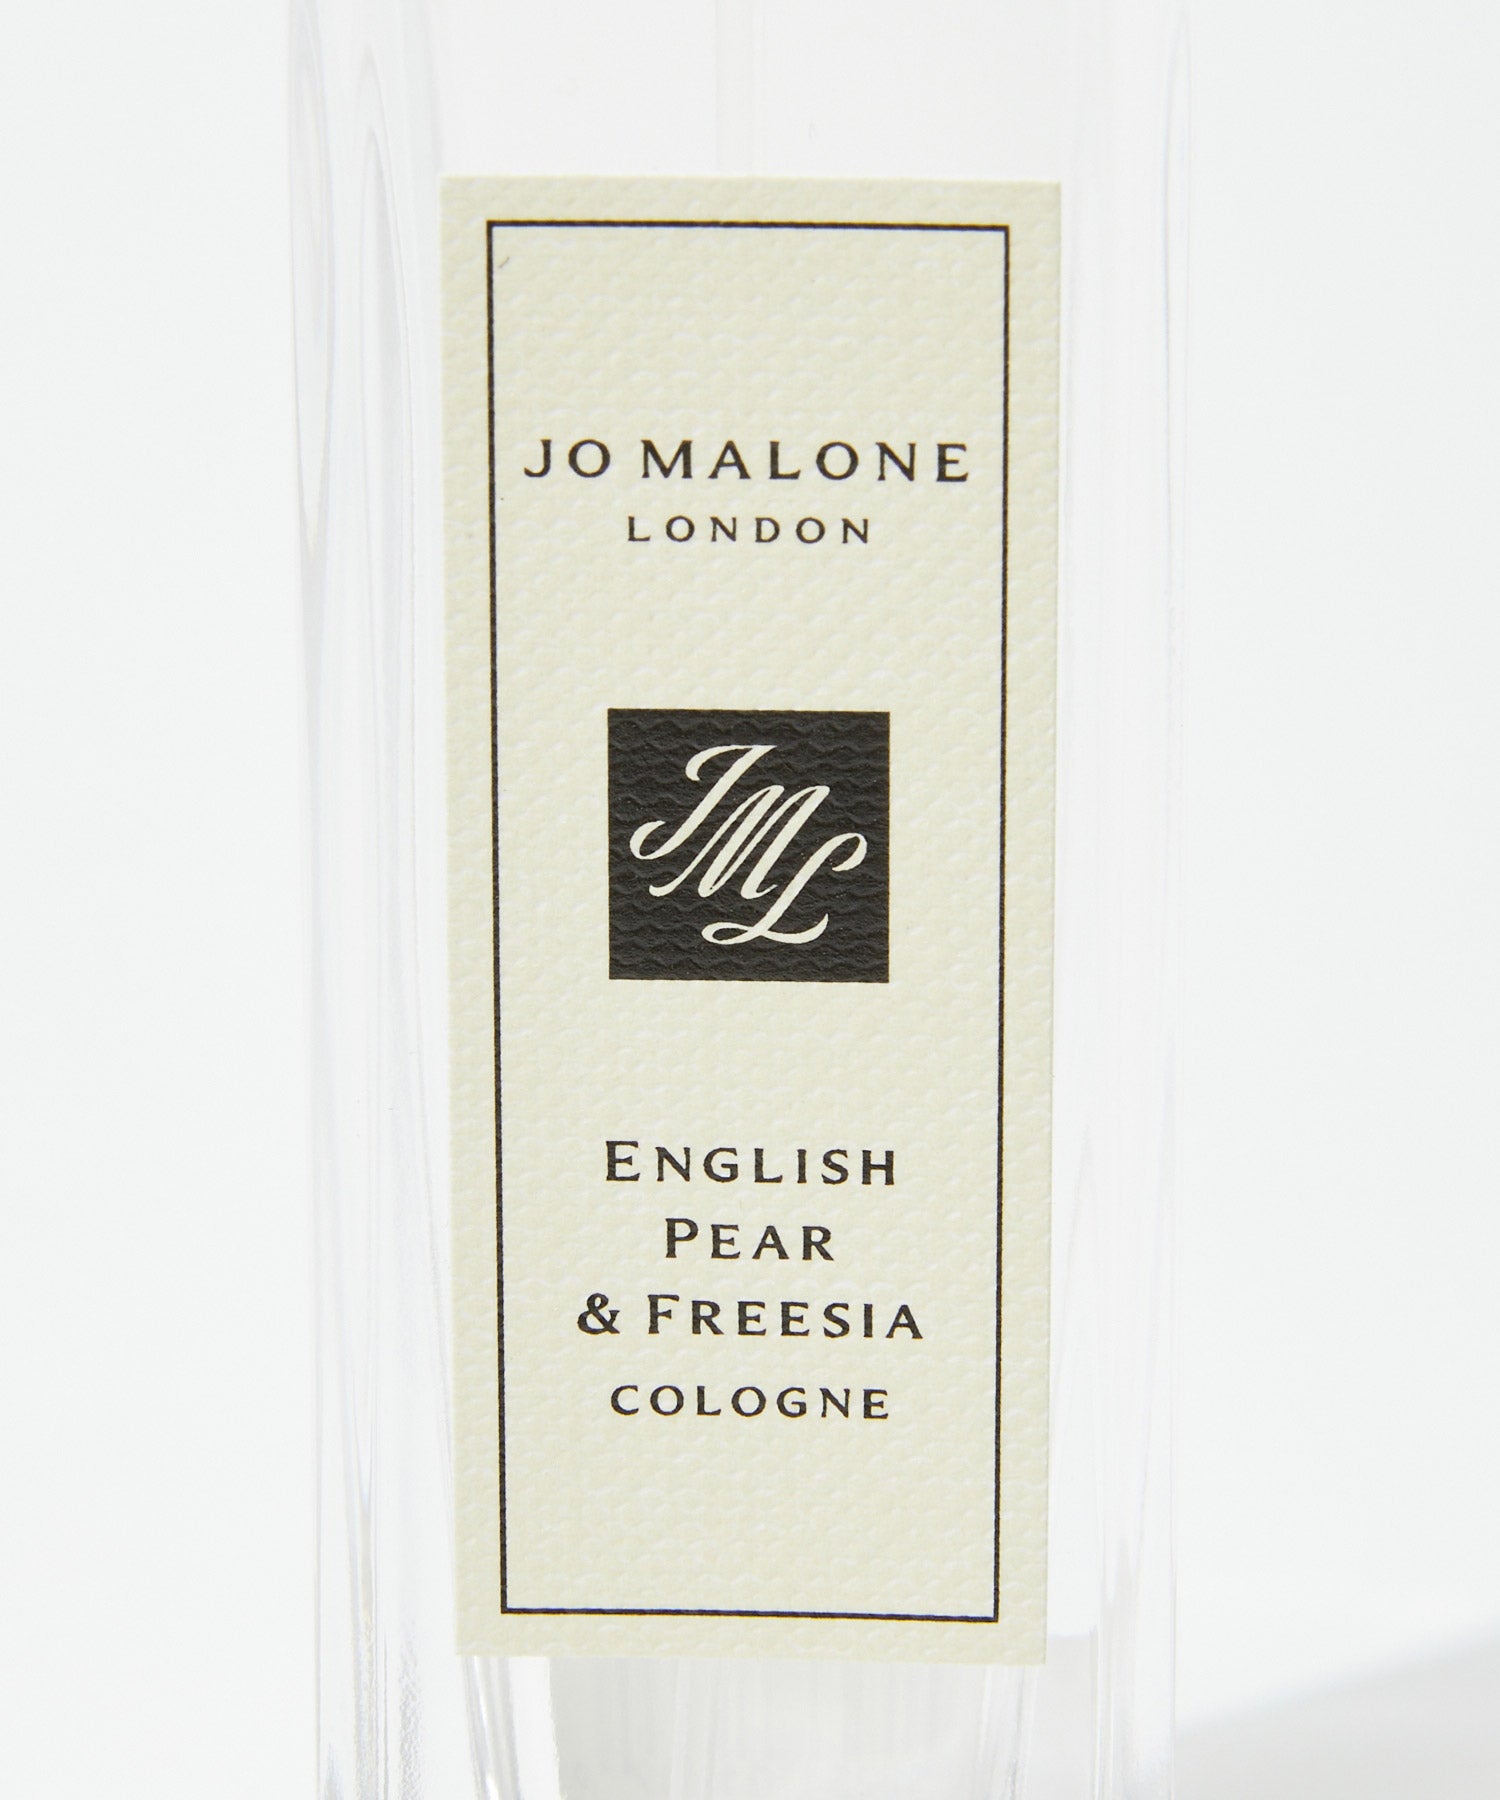 JO MALONE
LONDON
JML
ENGLISH
PEAR
& FREESIA
COLOGNE